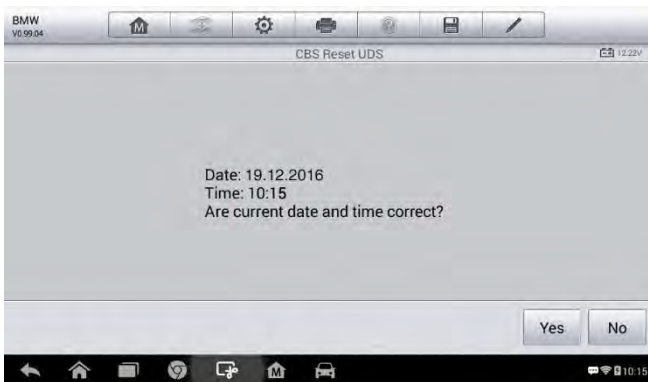 BMW
V0.99.04
CBS Reset UDS
12.22V
Date: 19.12.2016
Time: 10:15
Are current date and time correct?
Yes
No
10:15